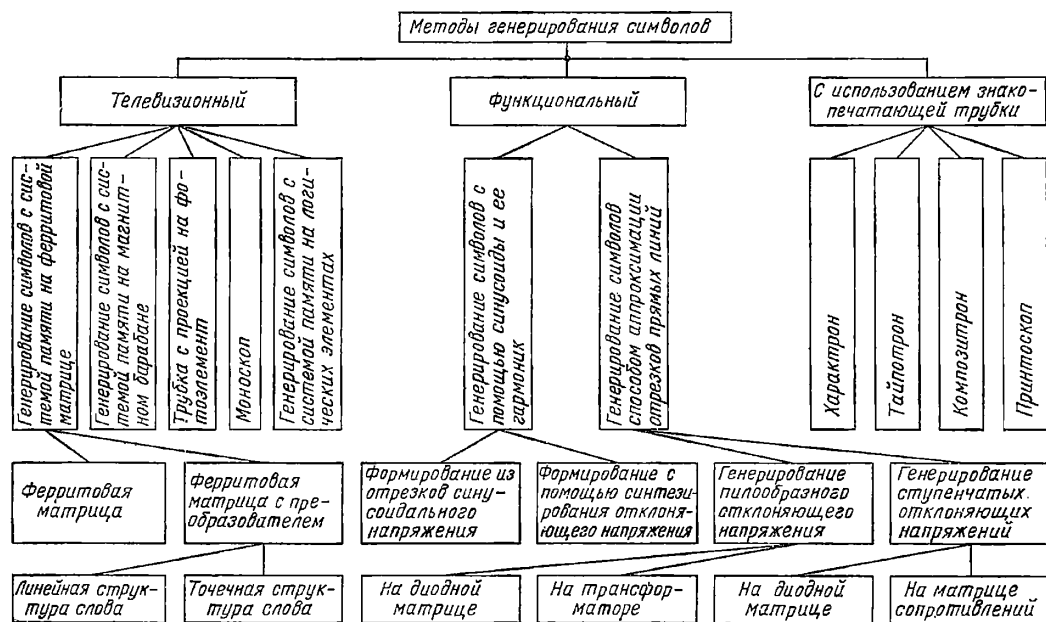 Методы генерирования символов
Телевизионный
Функциональный
С использованием знако-
печатающей трубки
Генерирование символов с сис-
темой памяти на ферритовой
матрице
Генерирование символов с сис-
темой памяти на магнит-
ном барабане
Трубка с проекцией на фо-
тоэлемент
Моноскоп
Генерирование символов с
системой памяти на логи-
ческих элементах
Генерирование символов с
помощью синусоиды и ее
гармоник
Генерирование символов
способом аппроксимации
отрезков прямых линий
Характрон
Тайпотрон
Композитрон
Принтоскоп
Ферритовая
матрица
Ферритовая
матрица с пре-
образователем
Формирование из
отрезков сину-
соидального
напряжения
Формирование с
помощью синтези-
рования отклоня-
ющего напряжения
Генерирование
пилообразного
отклоняющего
напряжения
Генерирование
ступенчатых
отклоняющих
напряжений
Линейная струк-
тура слова
Точечная струк-
тура слова
На диодной
матрице
На трансфор-
маторе
На диодной
матрице
На матрице
сопротивлений